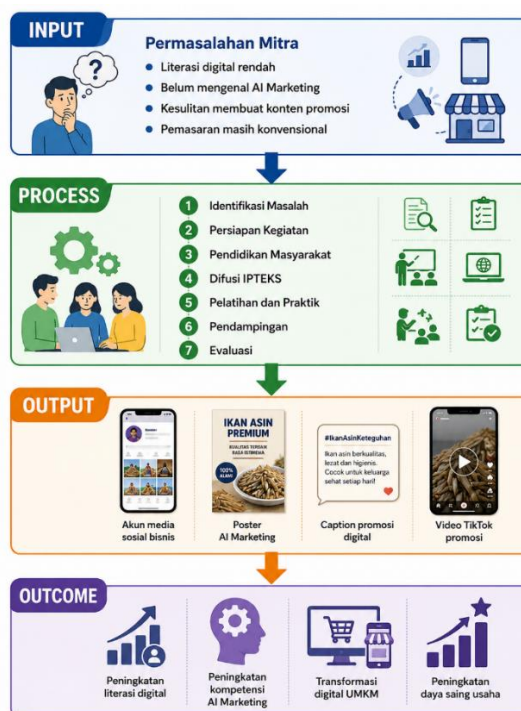 INPUT
Permasalahan Mitra
Literasi digital rendah
Belum mengenal AI Marketing
Kesulitan membuat konten promosi
Pemasaran masih konvensional
PROCESS
1 Identifikasi Masalah
2 Persiapan Kegiatan
3 Pendidikan Masyarakat
4 Difusi IPTEKS
5 Pelatihan dan Praktik
6 Pendampingan
7 Evaluasi
OUTPUT
IKAN ASIN
PREMIUM
100%
#IkanAsinKeteguhan
Ikan asin berkualitas,
lezat dan higienis.
Cocok untuk keluarga
sehat setiap hari!
Akun media
sosial bisnis
Poster
AI Marketing
Caption promosi
digital
Video TikTok
promosi
OUTCOME
Peningkatan
literasi digital
Peningkatan
kompetensi
AI Marketing
Transformasi
digital UMKM
Peningkatan
daya saing usaha